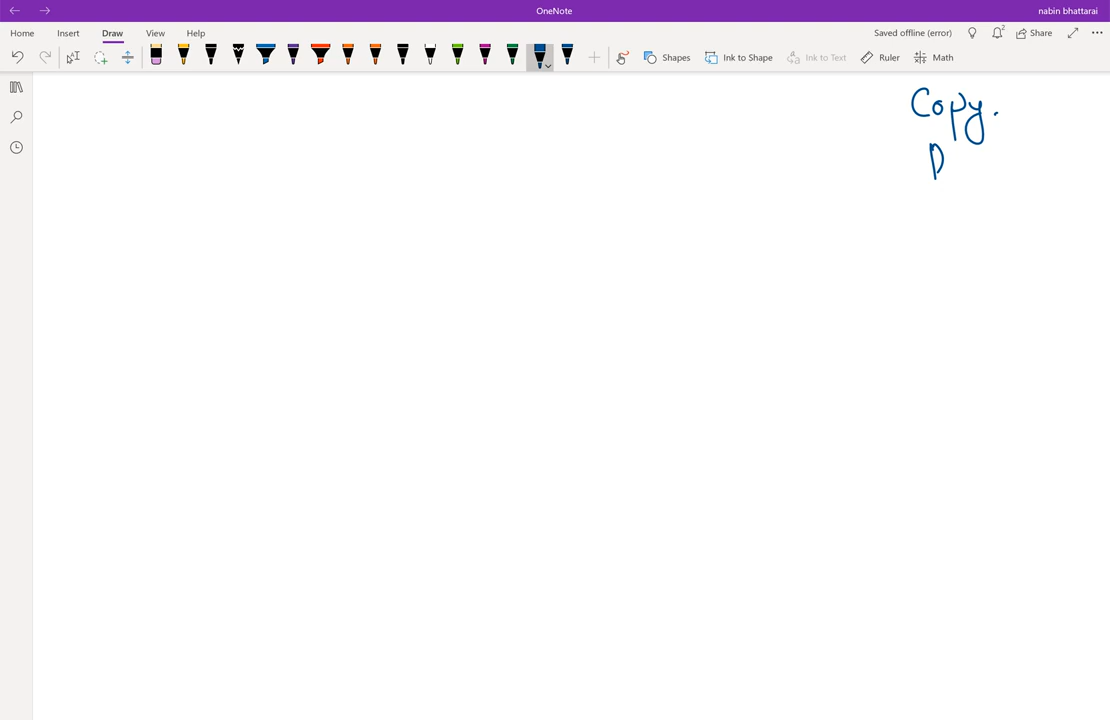 OneNote
nabin bhattarai
Home Insert Draw View Help
Saved offline (error) 2 Share
Shapes Ink to Shape Ink to Text Ruler Math
Copy.
D